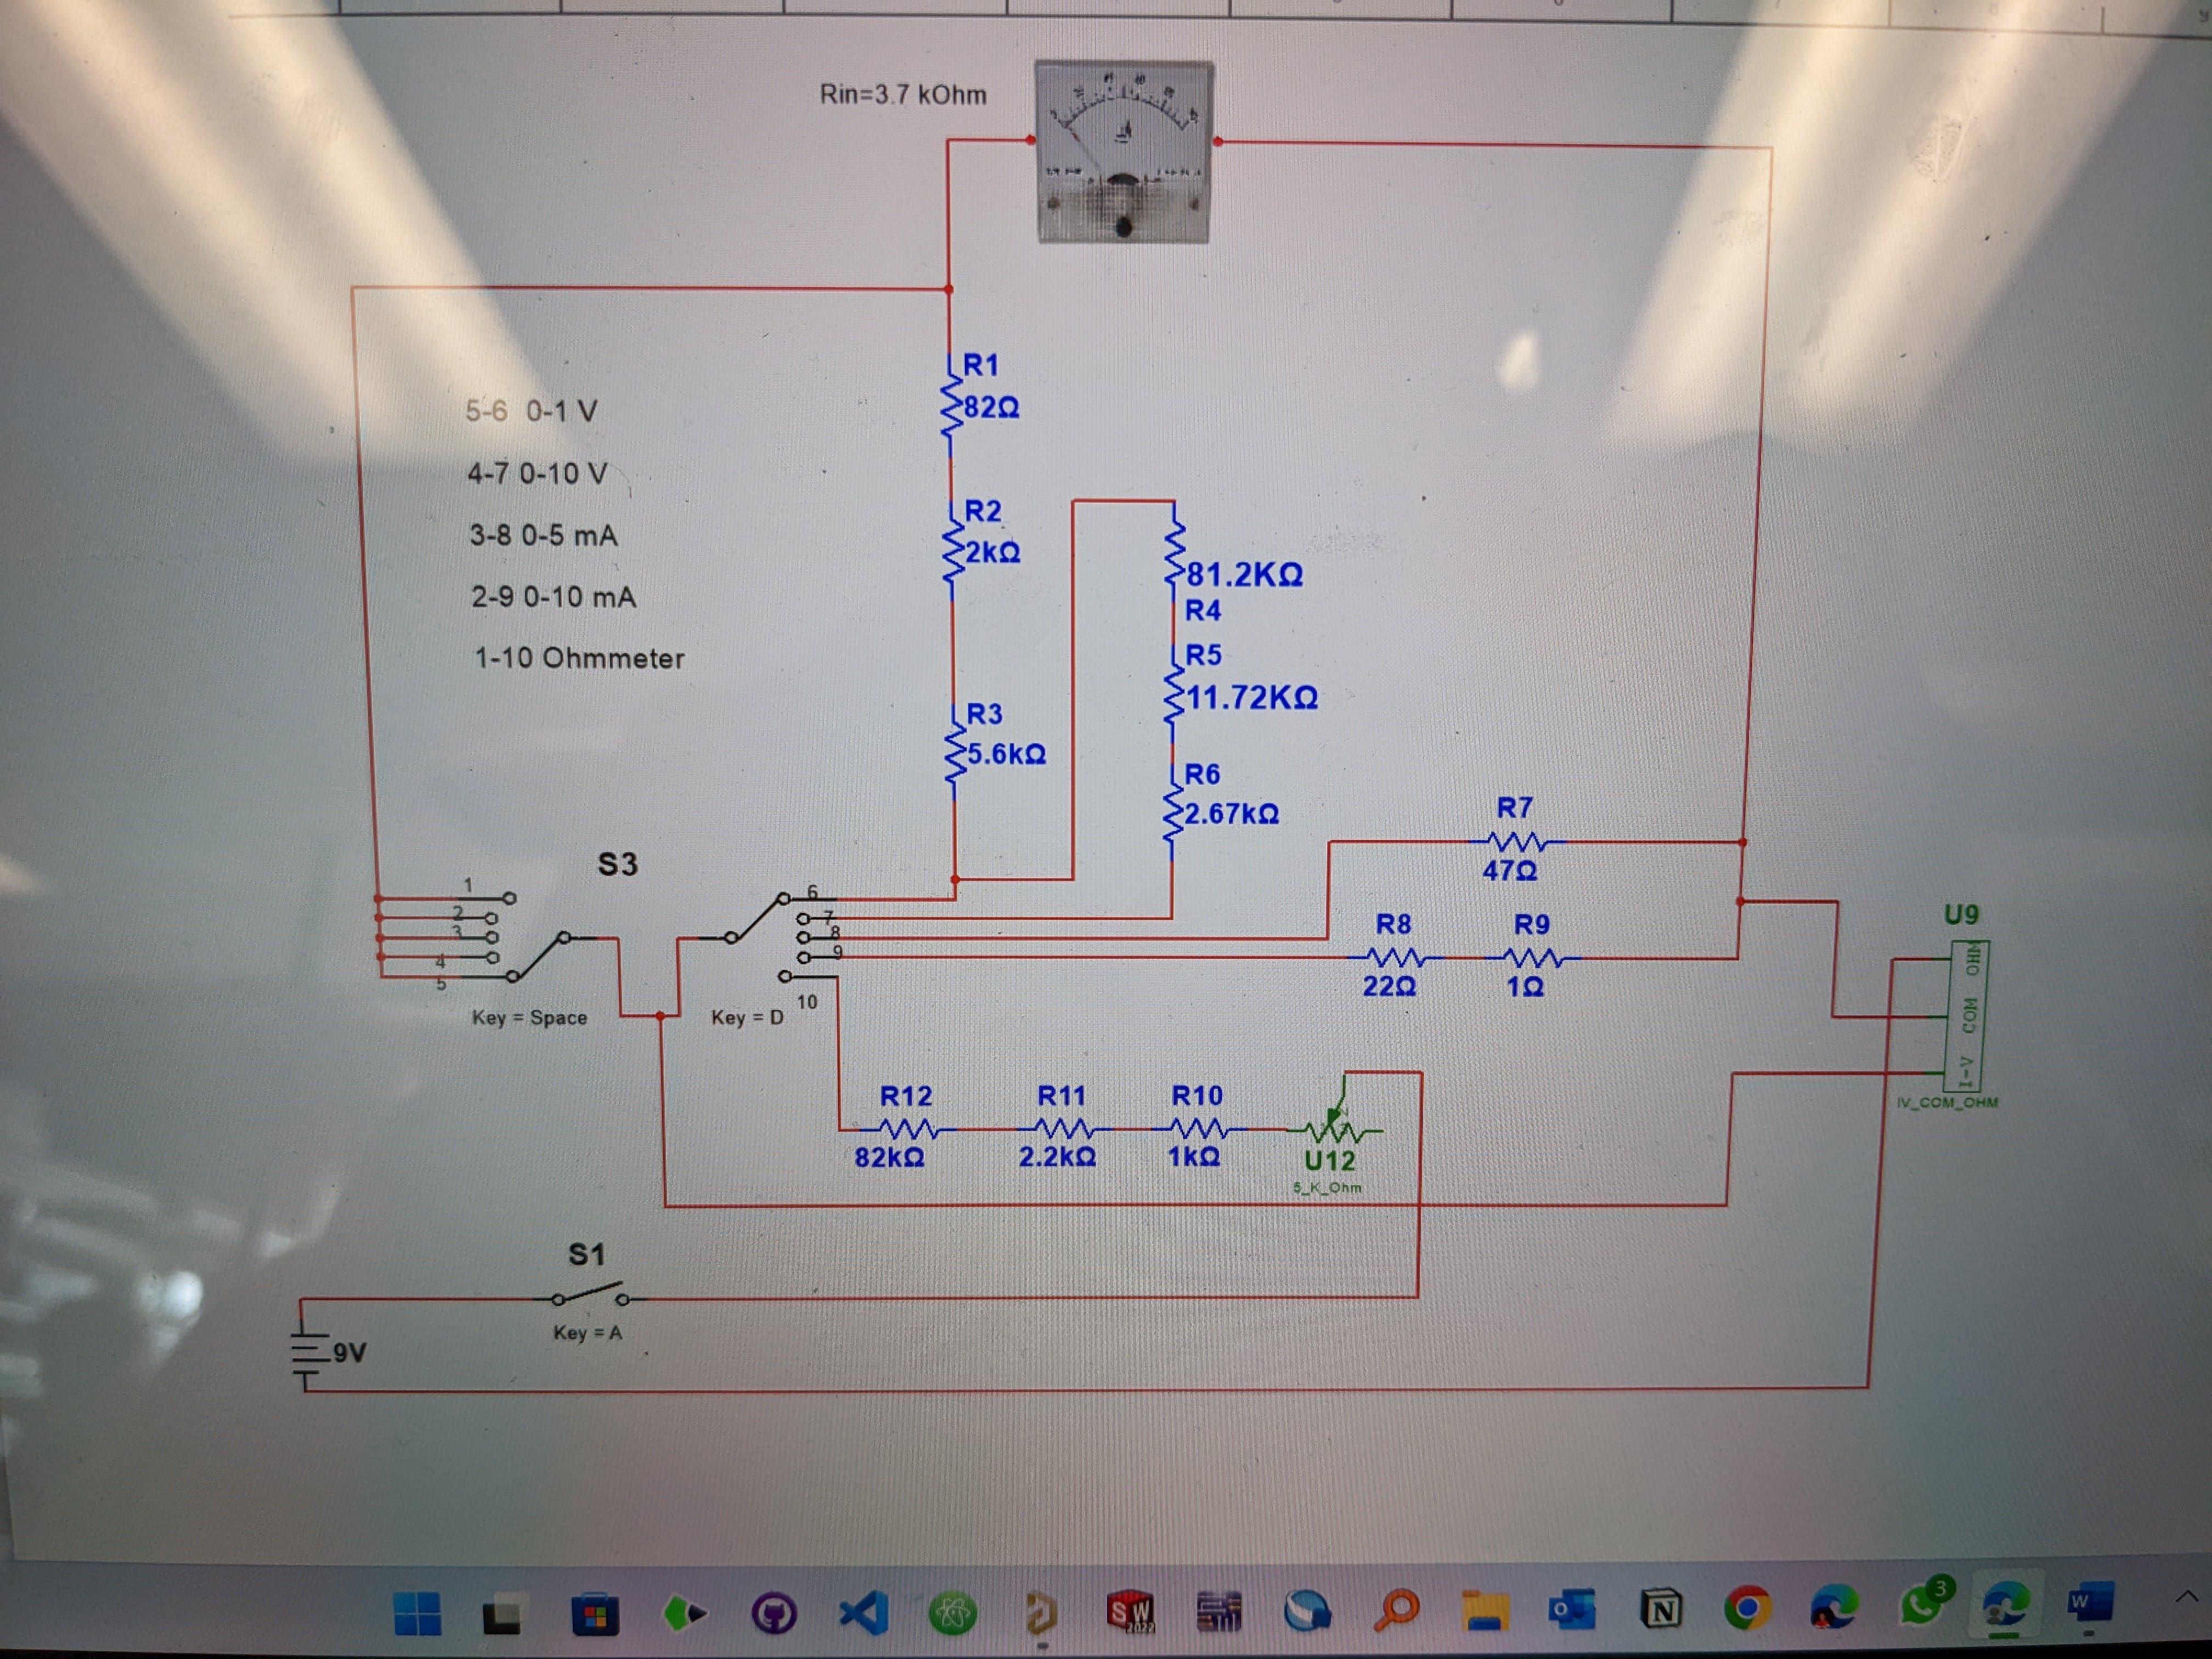 Rin=3.7 kOhm
R1
82Ω
5-6 0-1 V
4-7 0-10 V
3-8 0-5 mA
2-9 0-10 mA
1-10 Ohmmeter
R2
2kΩ
81.2KΩ
R4
R5
11.72KΩ
R3
5.6kΩ
R6
2.67kΩ
R7
47Ω
S3
1
2
3
4
5
Key = Space
6
7
8
9
10
Key = D
R8
22Ω
R9
1Ω
U9
OHM
COM
I-V
IV_COM_OHM
R12
82kΩ
R11
2.2kΩ
R10
1kΩ
U12
5_K_Ohm
S1
Key = A
9V
SW
2022
N
3
W